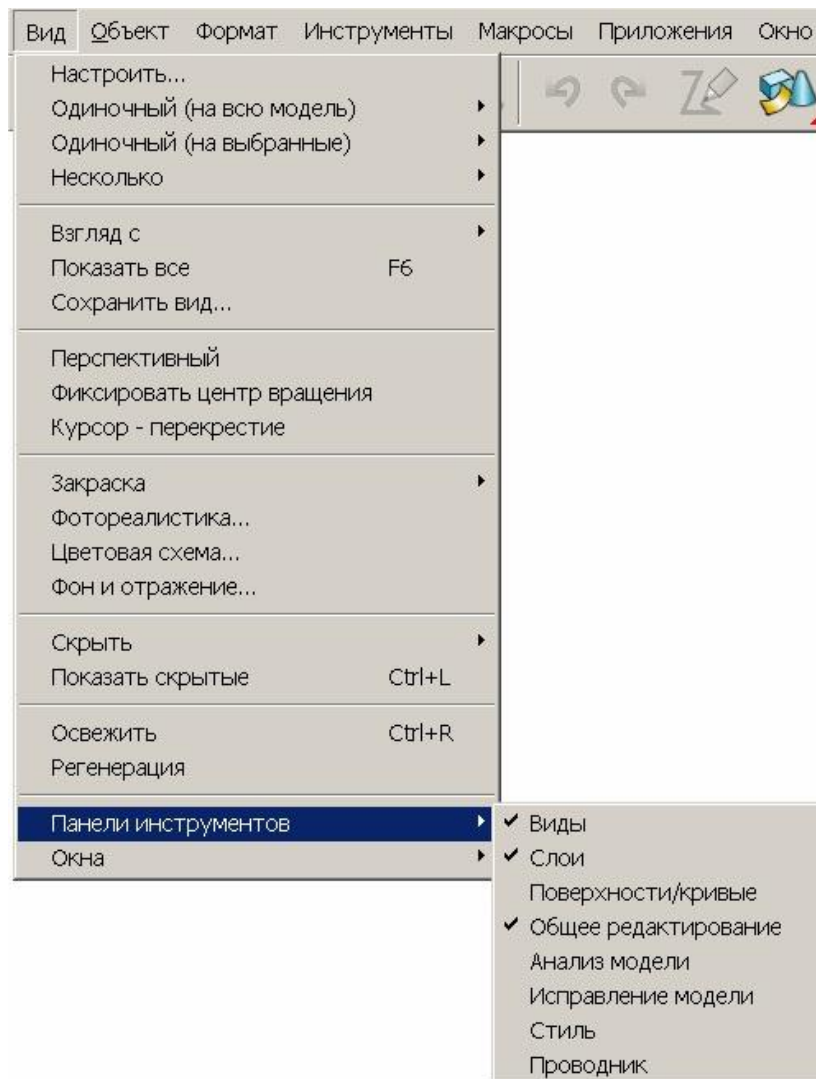 Вид Объект Формат Инструменты Макросы Приложения Окно
Настроить...
Одиночный (на всю модель)
Одиночный (на выбранные)
Несколько
Взгляд с
Показать все F6
Сохранить вид...
Перспективный
Фиксировать центр вращения
Курсор - перекрестие
Закраска
Фотореалистика...
Цветовая схема...
Фон и отражение...
Скрыть
Показать скрытые Ctrl+L
Освежить Ctrl+R
Регенерация
Панели инструментов
Окна
Виды
Слои
Поверхности/кривые
Общее редактирование
Анализ модели
Исправление модели
Стиль
Проводник